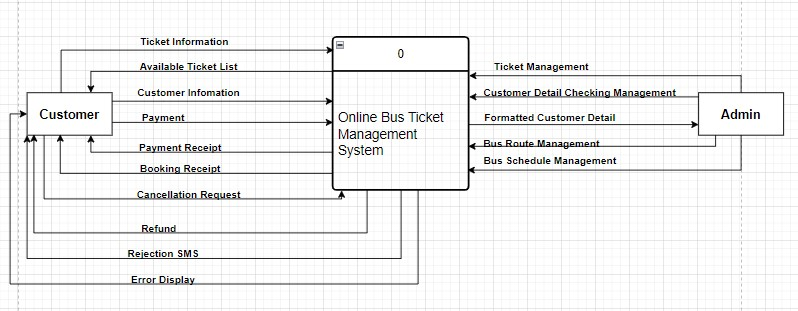 Ticket Information
0
Available Ticket List
Ticket Management
Customer Infomation
Customer Detail Checking Management
Customer
Payment
Online Bus Ticket
Management
System
Formatted Customer Detail
Admin
Payment Receipt
Bus Route Management
Booking Receipt
Bus Schedule Management
Cancellation Request
Refund
Rejection SMS
Error Display